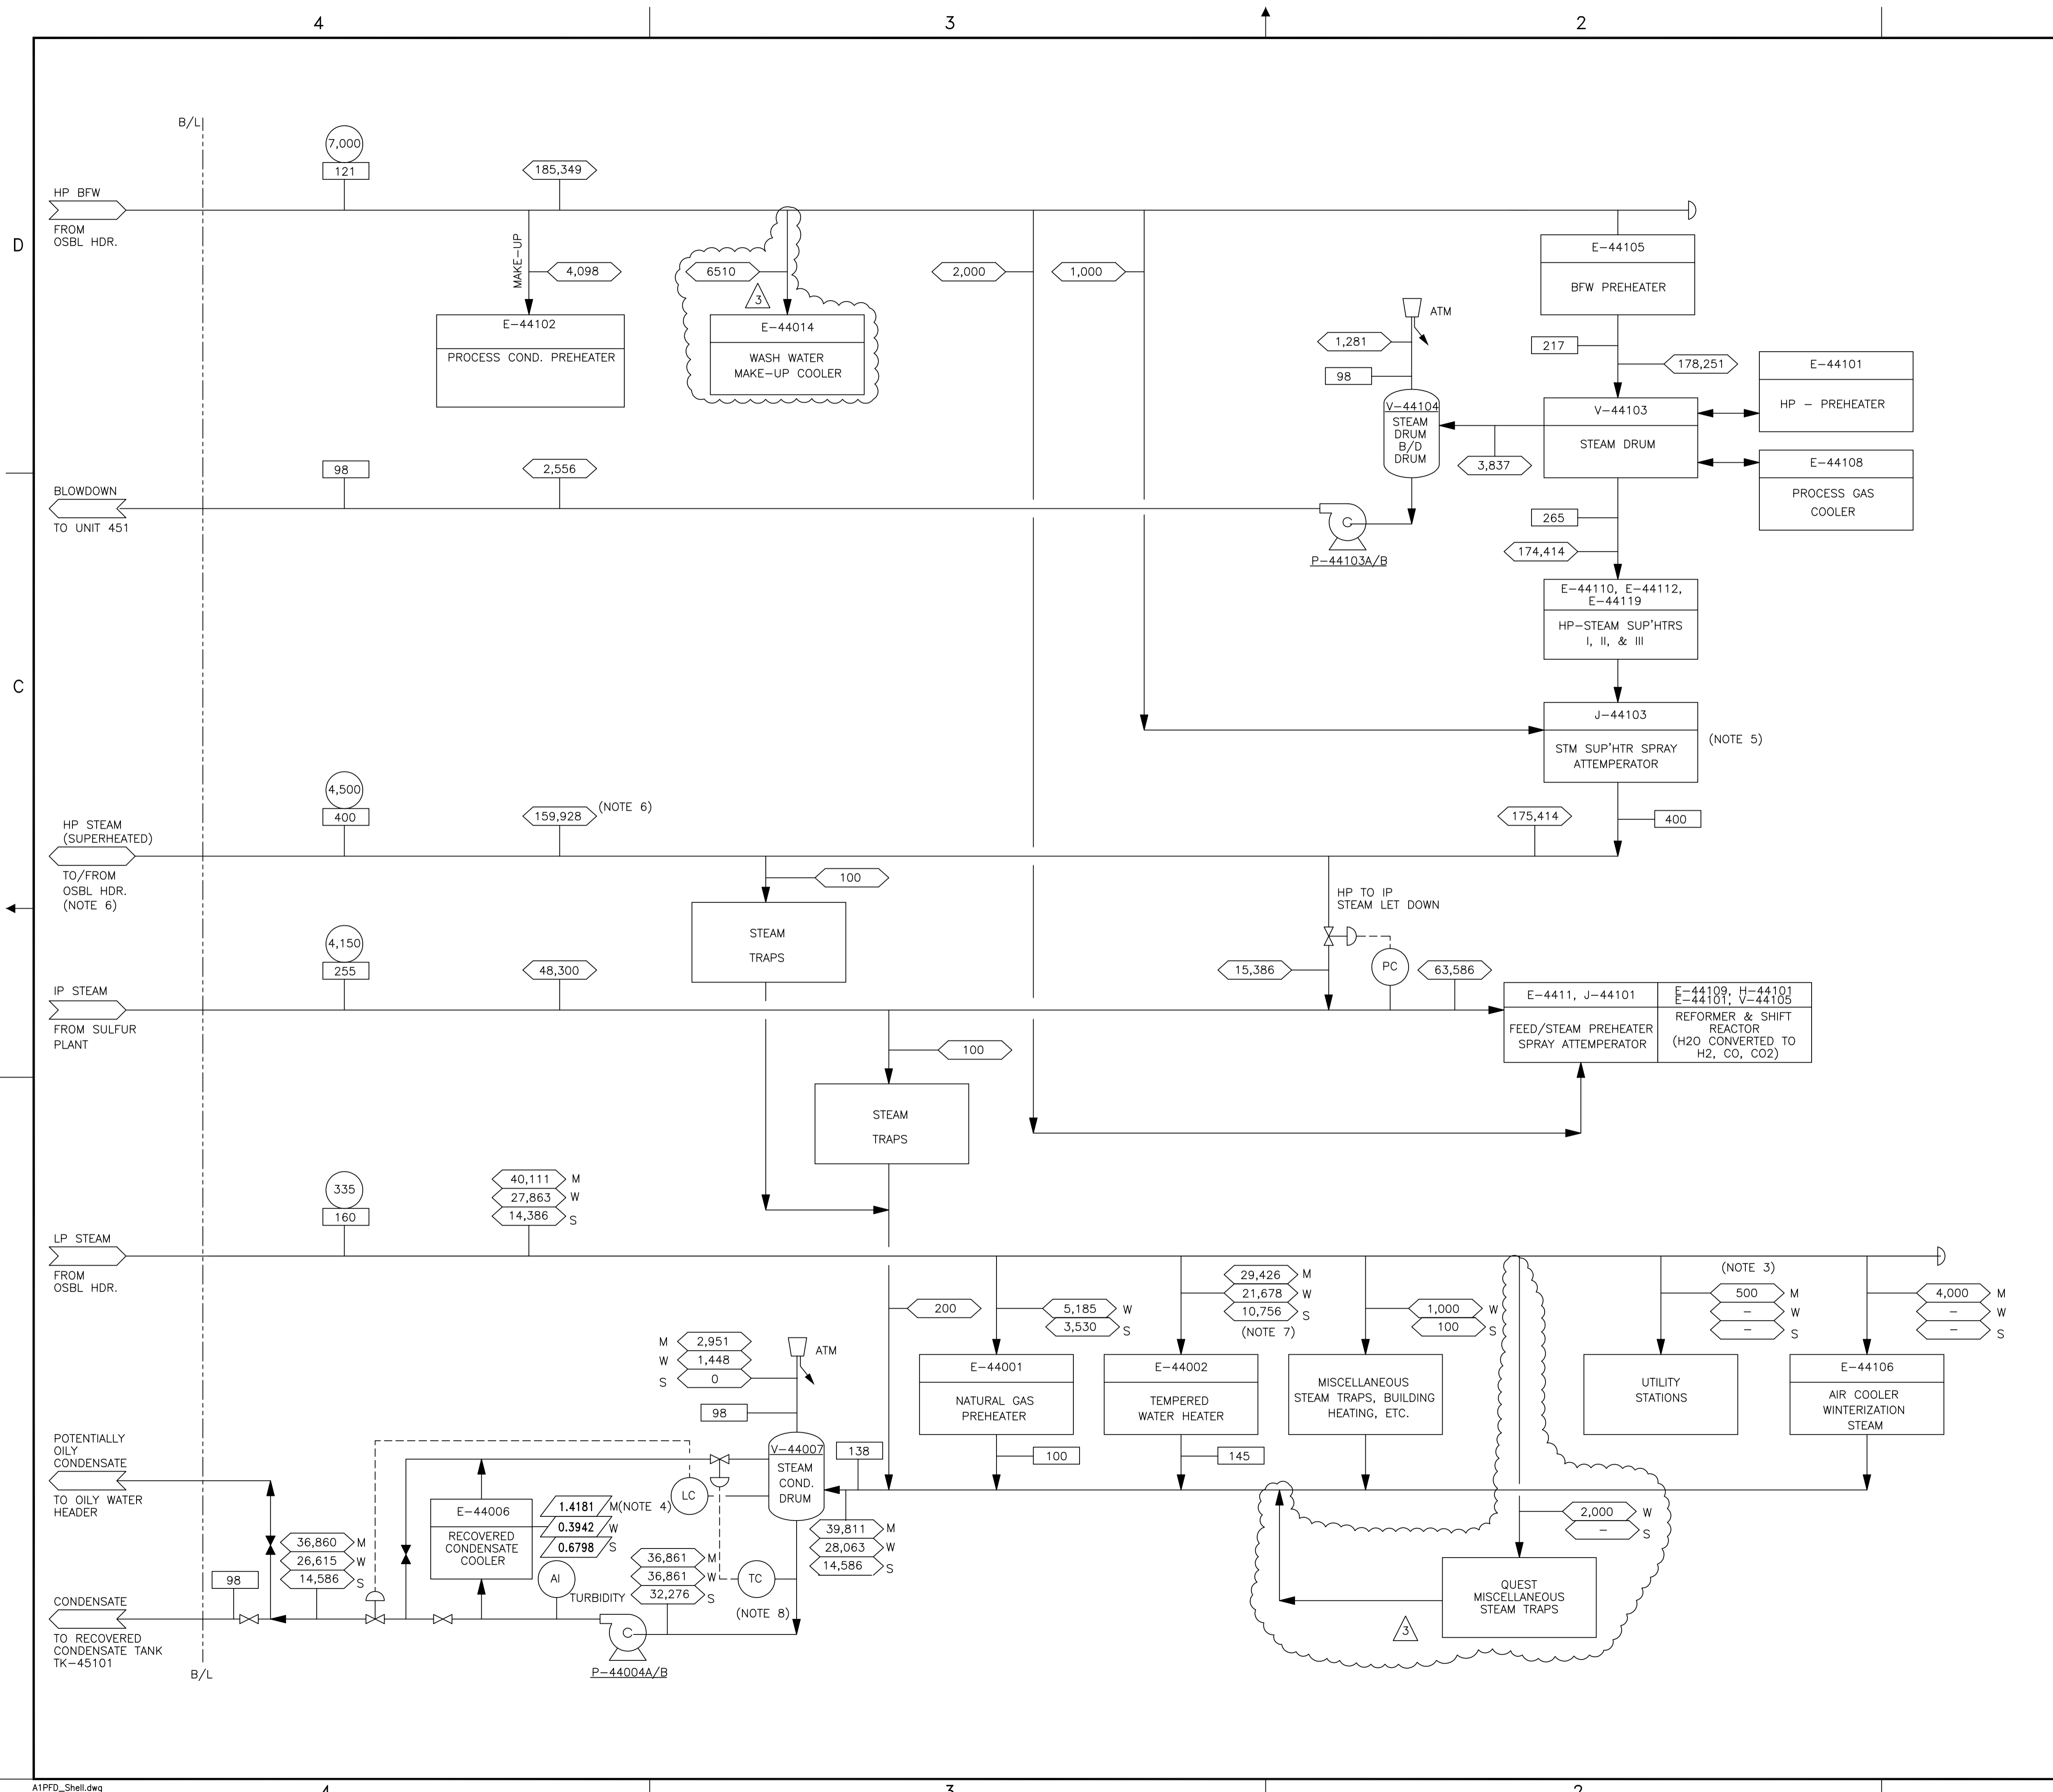 4
3
2
B/L
7,000
121
185,349
HP BFW
FROM
OSBL HDR.
D
MAKE-UP
4,098
6510
3
2,000
1,000
E-44102
PROCESS COND. PREHEATER
E-44014
WASH WATER
MAKE-UP COOLER
E-44105
BFW PREHEATER
ATM
1,281
98
217
178,251
E-44101
HP - PREHEATER
V-44104
STEAM
DRUM
B/D
DRUM
V-44103
STEAM DRUM
3,837
E-44108
PROCESS GAS
COOLER
98
2,556
BLOWDOWN
TO UNIT 451
C
P-44103A/B
265
174,414
E-44110, E-44112,
E-44119
HP-STEAM SUP'HTRS
I, II, & III
C
J-44103
STM SUP'HTR SPRAY
ATTEMPERATOR
(NOTE 5)
4,500
400
159,928
(NOTE 6)
175,414
400
HP STEAM
(SUPERHEATED)
TO/FROM
OSBL HDR.
(NOTE 6)
100
STEAM
TRAPS
HP TO IP
STEAM LET DOWN
PC
15,386
63,586
4,150
255
48,300
IP STEAM
FROM SULFUR
PLANT
E-4411, J-44101
FEED/STEAM PREHEATER
SPRAY ATTEMPERATOR
E-44109, H-44101
E-44101, V-44105
REFORMER & SHIFT
REACTOR
(H2O CONVERTED TO
H2, CO, CO2)
100
STEAM
TRAPS
335
160
40,111 M
27,863 W
14,386 S
LP STEAM
FROM
OSBL HDR.
200
5,185 W
3,530 S
29,426 M
21,678 W
10,756 S
(NOTE 7)
1,000 W
100 S
(NOTE 3)
500 M
- W
- S
4,000 M
- W
- S
M 2,951
W 1,448
S 0
ATM
98
E-44001
NATURAL GAS
PREHEATER
E-44002
TEMPERED
WATER HEATER
MISCELLANEOUS
STEAM TRAPS, BUILDING
HEATING, ETC.
UTILITY
STATIONS
E-44106
AIR COOLER
WINTERIZATION
STEAM
POTENTIALLY
OILY
CONDENSATE
TO OILY WATER
HEADER
V-44007
STEAM
COND.
DRUM
138
100
145
LC
E-44006
RECOVERED
CONDENSATE
COOLER
1.4181 M(NOTE 4)
0.3942 W
0.6798 S
39,811 M
28,063 W
14,586 S
2,000 W
- S
36,860 M
26,615 W
14,586 S
98
AI
TURBIDITY
36,861 M
36,861 W
32,276 S
TC
(NOTE 8)
QUEST
MISCELLANEOUS
STEAM TRAPS
3
CONDENSATE
TO RECOVERED
CONDENSATE TANK
TK-45101
C
P-44004A/B
B/L
A1PFD_Shell.dwg
4
3
2